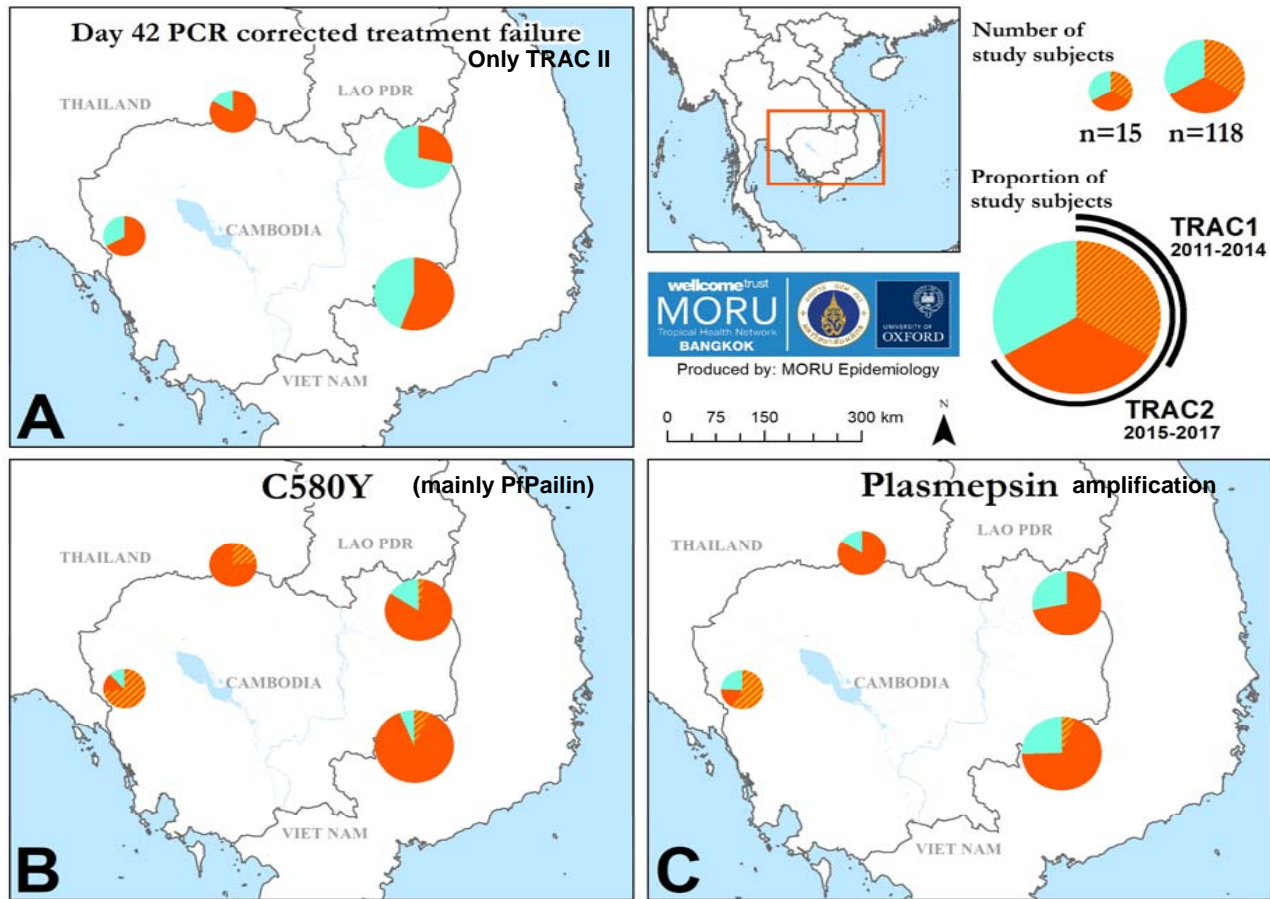 Day 42 PCR corrected treatment failure
Only TRAC II
THAILAND
LAO PDR
CAMBODIA
VIET NAM
A
wellcome trust
MORU
Tropical Health Network
BANGKOK
UNIVERSITY OF
OXFORD
Produced by: MORU Epidemiology
0 75 150 300 km
N
Number of
study subjects
n=15 n=118
Proportion of
study subjects
TRAC1
2011-2014
TRAC2
2015-2017
C580Y (mainly PfPailin)
THAILAND
LAO PDR
CAMBODIA
VIET NAM
B
Plasmepsin amplification
THAILAND
LAO PDR
CAMBODIA
VIET NAM
C